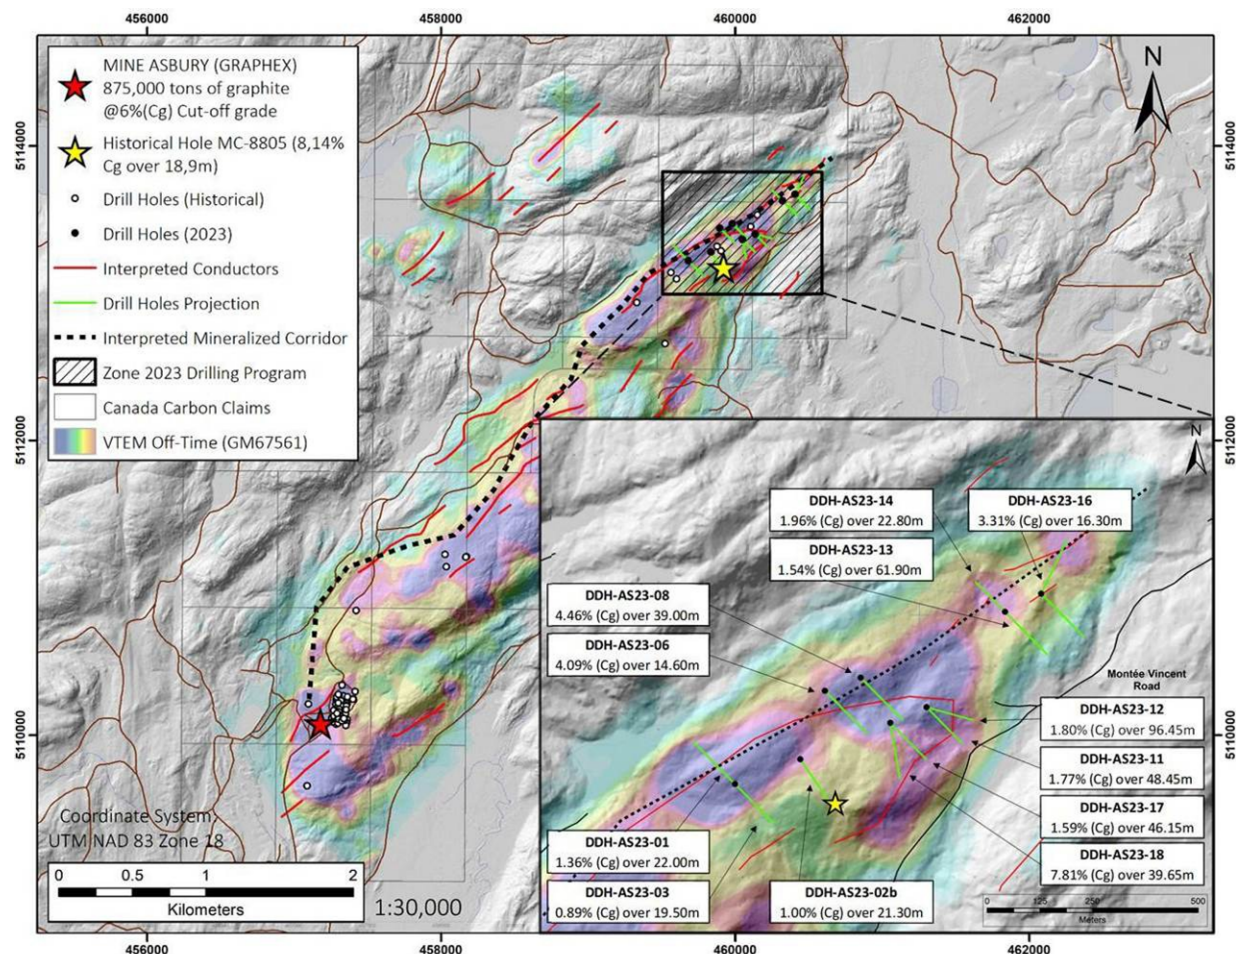 456000
458000
460000
462000
N
MINE ASBURY (GRAPHEX)
875,000 tons of graphite
@6%(Cg) Cut-off grade
Historical Hole MC-8805 (8,14%
Cg over 18,9m)
Drill Holes (Historical)
Drill Holes (2023)
Interpreted Conductors
Drill Holes Projection
Interpreted Mineralized Corridor
Zone 2023 Drilling Program
Canada Carbon Claims
VTEM Off-Time (GM67561)
5114000
5114000
5112000
5112000
5110000
5110000
N
DDH-AS23-14
1.96% (Cg) over 22.80m
DDH-AS23-16
3.31% (Cg) over 16.30m
DDH-AS23-13
1.54% (Cg) over 61.90m
DDH-AS23-08
4.46% (Cg) over 39.00m
DDH-AS23-06
4.09% (Cg) over 14.60m
Montée Vincent
Road
DDH-AS23-12
1.80% (Cg) over 96.45m
DDH-AS23-11
1.77% (Cg) over 48.45m
DDH-AS23-17
1.59% (Cg) over 46.15m
DDH-AS23-18
7.81% (Cg) over 39.65m
DDH-AS23-01
1.36% (Cg) over 22.00m
DDH-AS23-03
0.89% (Cg) over 19.50m
DDH-AS23-02b
1.00% (Cg) over 21.30m
0 125 250 500
Meters
Coordinate System:
UTM NAD 83 Zone 18
0 0.5 1 2
Kilometers
1:30,000
456000
458000
460000
462000